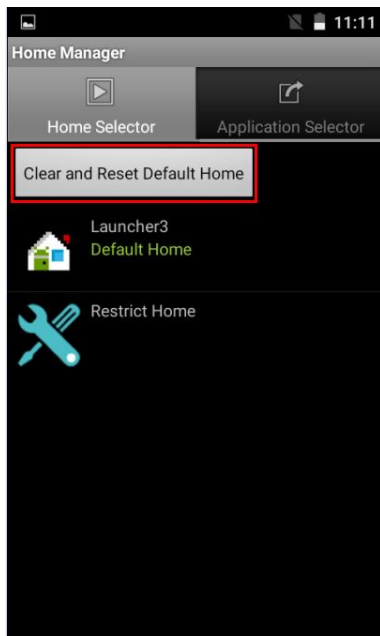 11:11
Home Manager
Home Selector
Application Selector
Clear and Reset Default Home
Launcher3
Default Home
Restrict Home